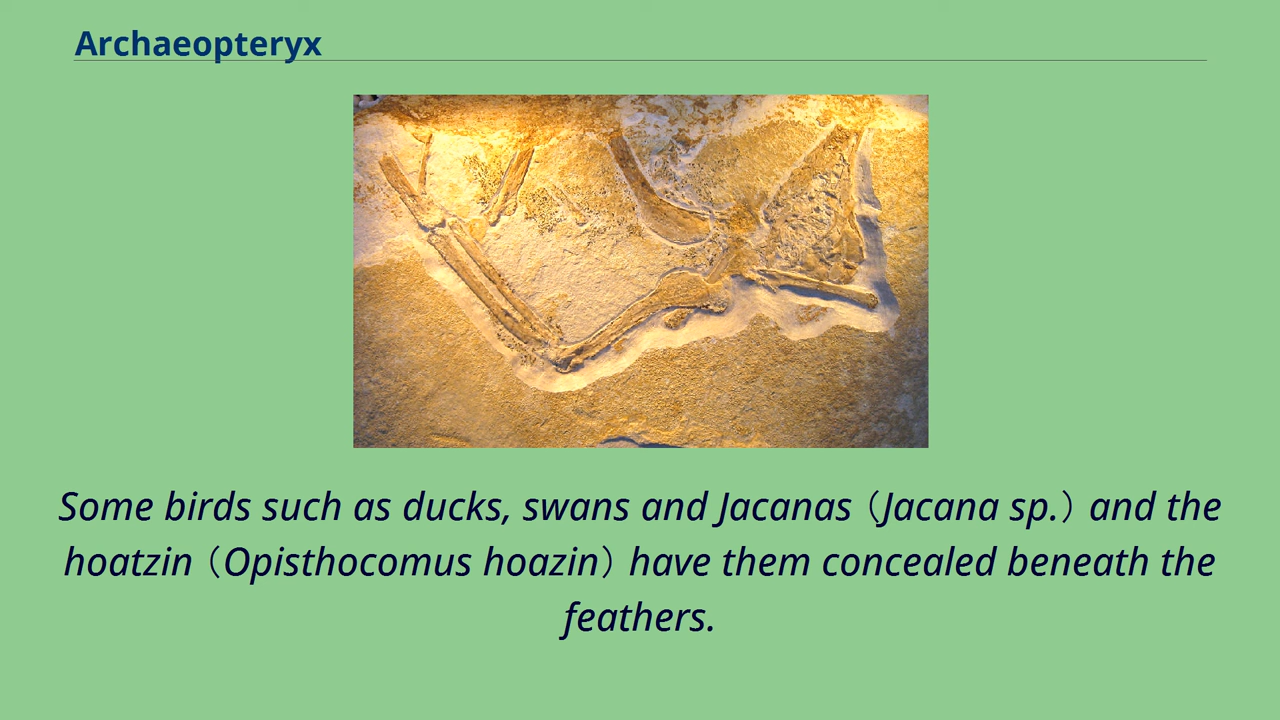 Archaeopteryx
Some birds such as ducks, swans and Jacanas (Jacana sp.) and the
hoatzin (Opisthocomus hoazin) have them concealed beneath the
feathers.